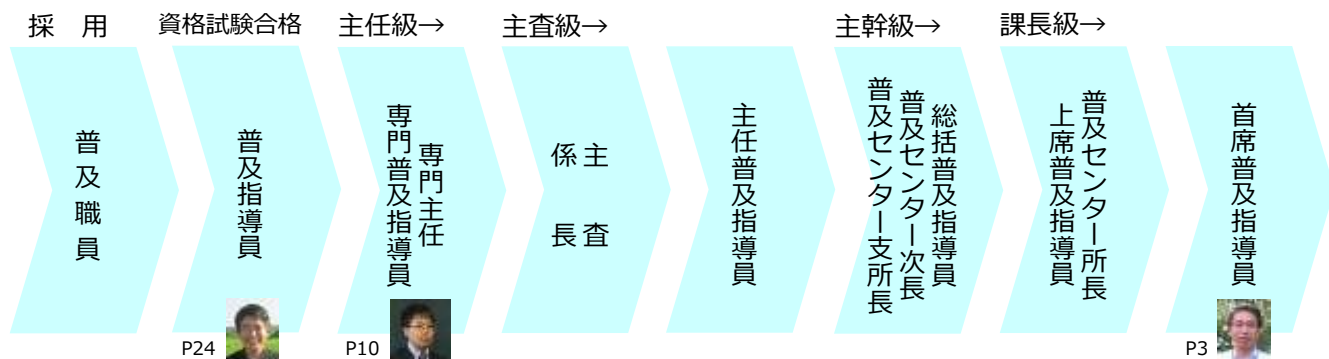 採　用
資格試験合格
主任級→
主査級→
主幹級→
課長級→
普及職員
普及指導員
専門主任
専門普及指導員
主査
係長
主任普及指導員
総括普及指導員
普及センター次長
普及センター支所長
普及センター所長
上席普及指導員
首席普及指導員
P24
P10
P3